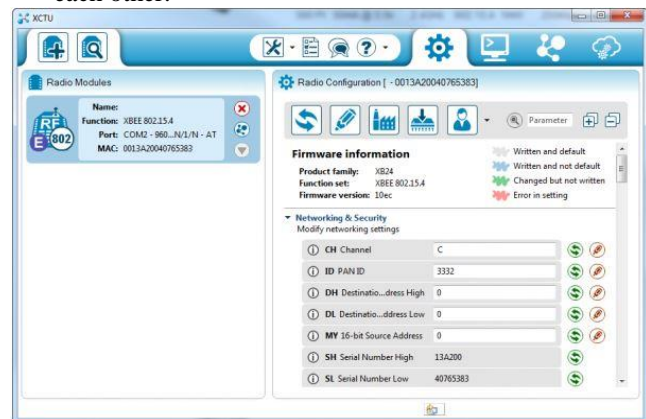 each other.
XCTU
Radio Modules
Name:
Function: XBEE 802.15.4
Port: COM2 - 960...N/1/N - AT
MAC: 0013A20040765383
RF
E 802
Radio Configuration [ - 0013A20040765383]
Parameter
Firmware information
Product family: XB24
Function set: XBEE 802.15.4
Firmware version: 10ec
Written and default
Written and not default
Changed but not written
Error in setting
Networking & Security
Modify networking settings
CH Channel C
ID PAN ID 3332
DH Destinatio...dress High 0
DL Destinatio...ddress Low 0
MY 16-bit Source Address 0
SH Serial Number High 13A200
SL Serial Number Low 40765383